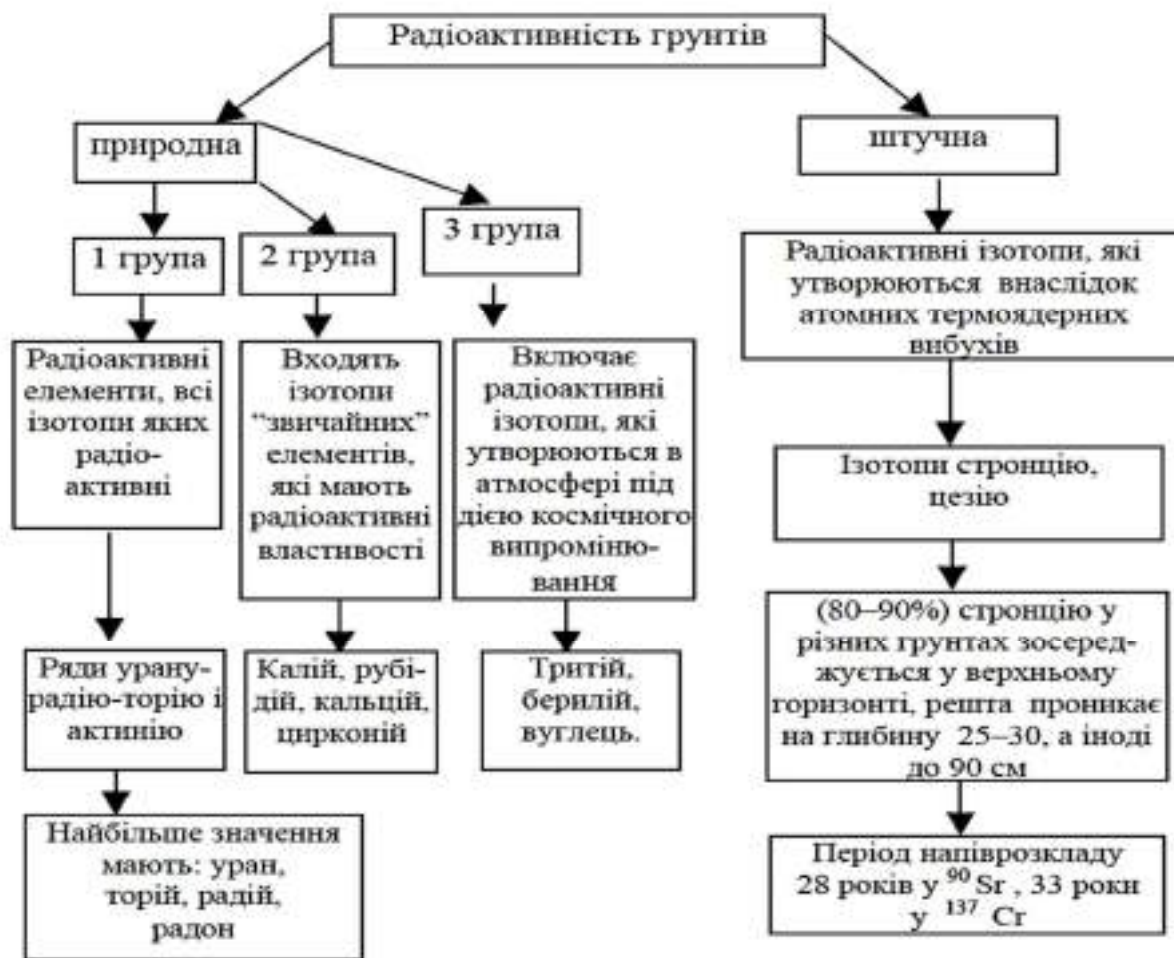 Радіоактивність грунтів
природна
штучна
1 група
2 група
3 група
Радіоактивні
елементи, всі
ізотопи яких
радіо-
активні
Входять
ізотопи
“звичайних”
елементів,
які мають
радіоактивні
властивості
Включає
радіоактивні
ізотопи, які
утворюються в
атмосфері під
дією космічного
випроміню-
вання
Радіоактивні ізотопи, які
утворюються внаслідок
атомних термоядерних
вибухів
Ізотопи стронцію,
цезію
Ряди урану-
радію-торію і
актинію
Калій, рубі-
дій, кальцій,
цирконій
Тритій,
берилій,
вуглець.
(80–90%) стронцію у
різних грунтах зосеред-
жується у верхньому
горизонті, решта проникає
на глибину 25–30, а іноді
до 90 см
Найбільше значення
мають: уран,
торій, радій,
радон
Період напіврозкладу
28 років у ⁹⁰Sr , 33 роки
у ¹³⁷ Cr